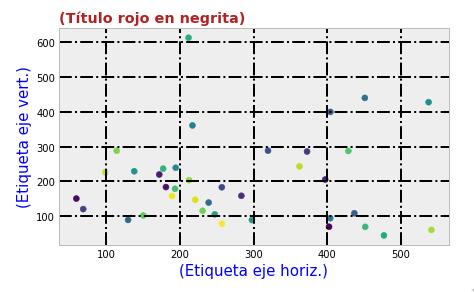 (Título rojo en negrita)
600
500
400
300
200
100
(Etiqueta eje vert.)
100 200 300 400 500
(Etiqueta eje horiz.)